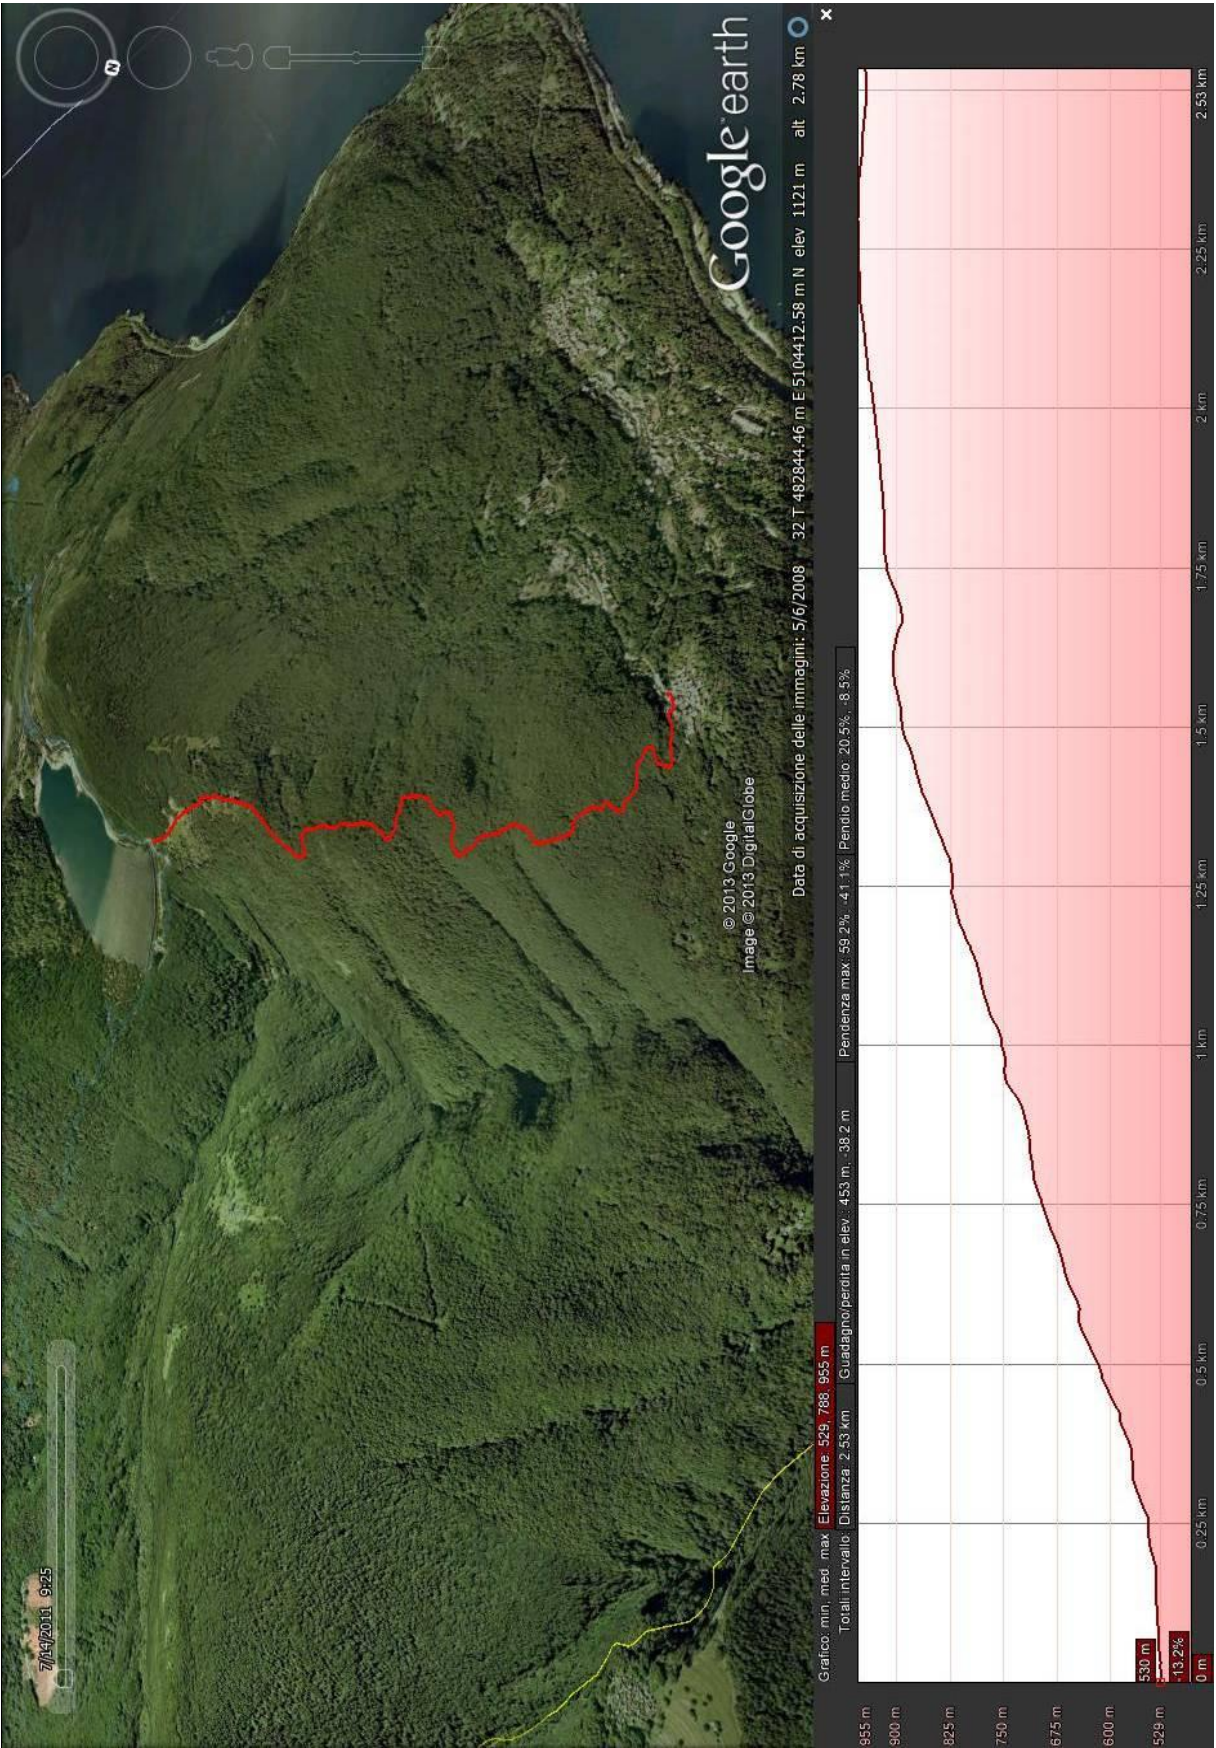 7/14/2011 9:25
N
© 2013 Google
Image © 2013 DigitalGlobe
Google™earth
Data di acquisizione delle immagini: 5/6/2008 32 T 482844.46 m E 5104412.58 m N elev 1121 m alt 2.78 km
Grafico: min, med, max Elevazione: 529, 788, 955 m
Totali intervallo: Distanza: 2.53 km Guadagno/perdita in elev.: 453 m, -38.2 m Pendenza max: 59.2%, -41.1% Pendio medio: 20.5%, -8.5%
955 m
900 m
825 m
750 m
675 m
600 m
529 m
530 m
-13.2%
0 m 0.25 km 0.5 km 0.75 km 1 km 1.25 km 1.5 km 1.75 km 2 km 2.25 km 2.53 km